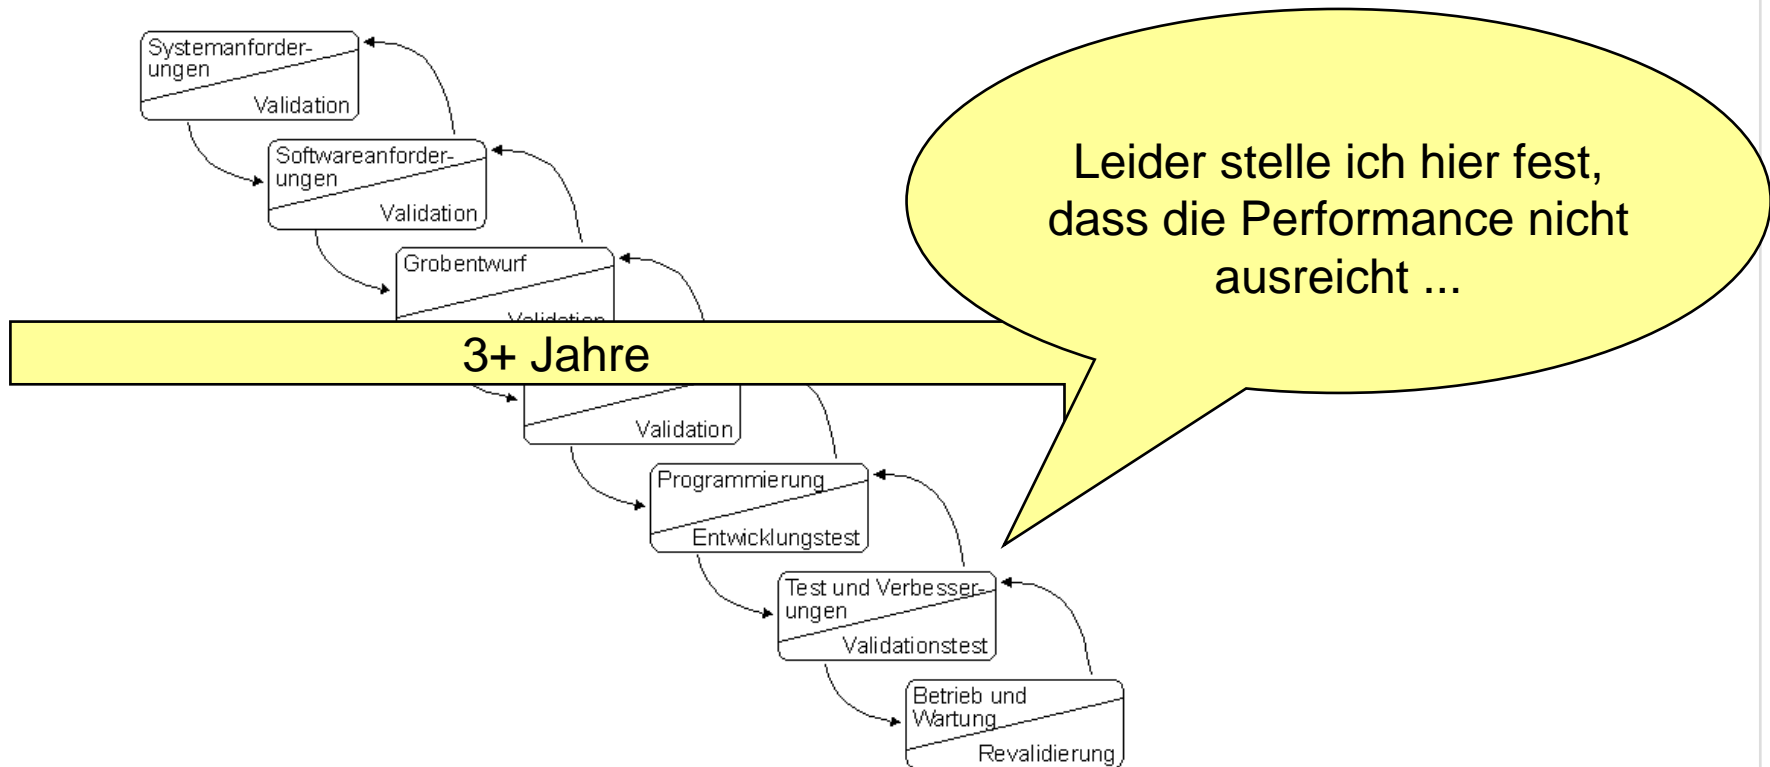 Systemanforder-
ungen
Validation
Softwareanforder-
ungen
Validation
Grobentwurf
Validation
3+ Jahre
Validation
Programmierung
Entwicklungstest
Test und Verbesser-
ungen
Validationstest
Betrieb und
Wartung
Revalidierung
Leider stelle ich hier fest,
dass die Performance nicht
ausreicht ...